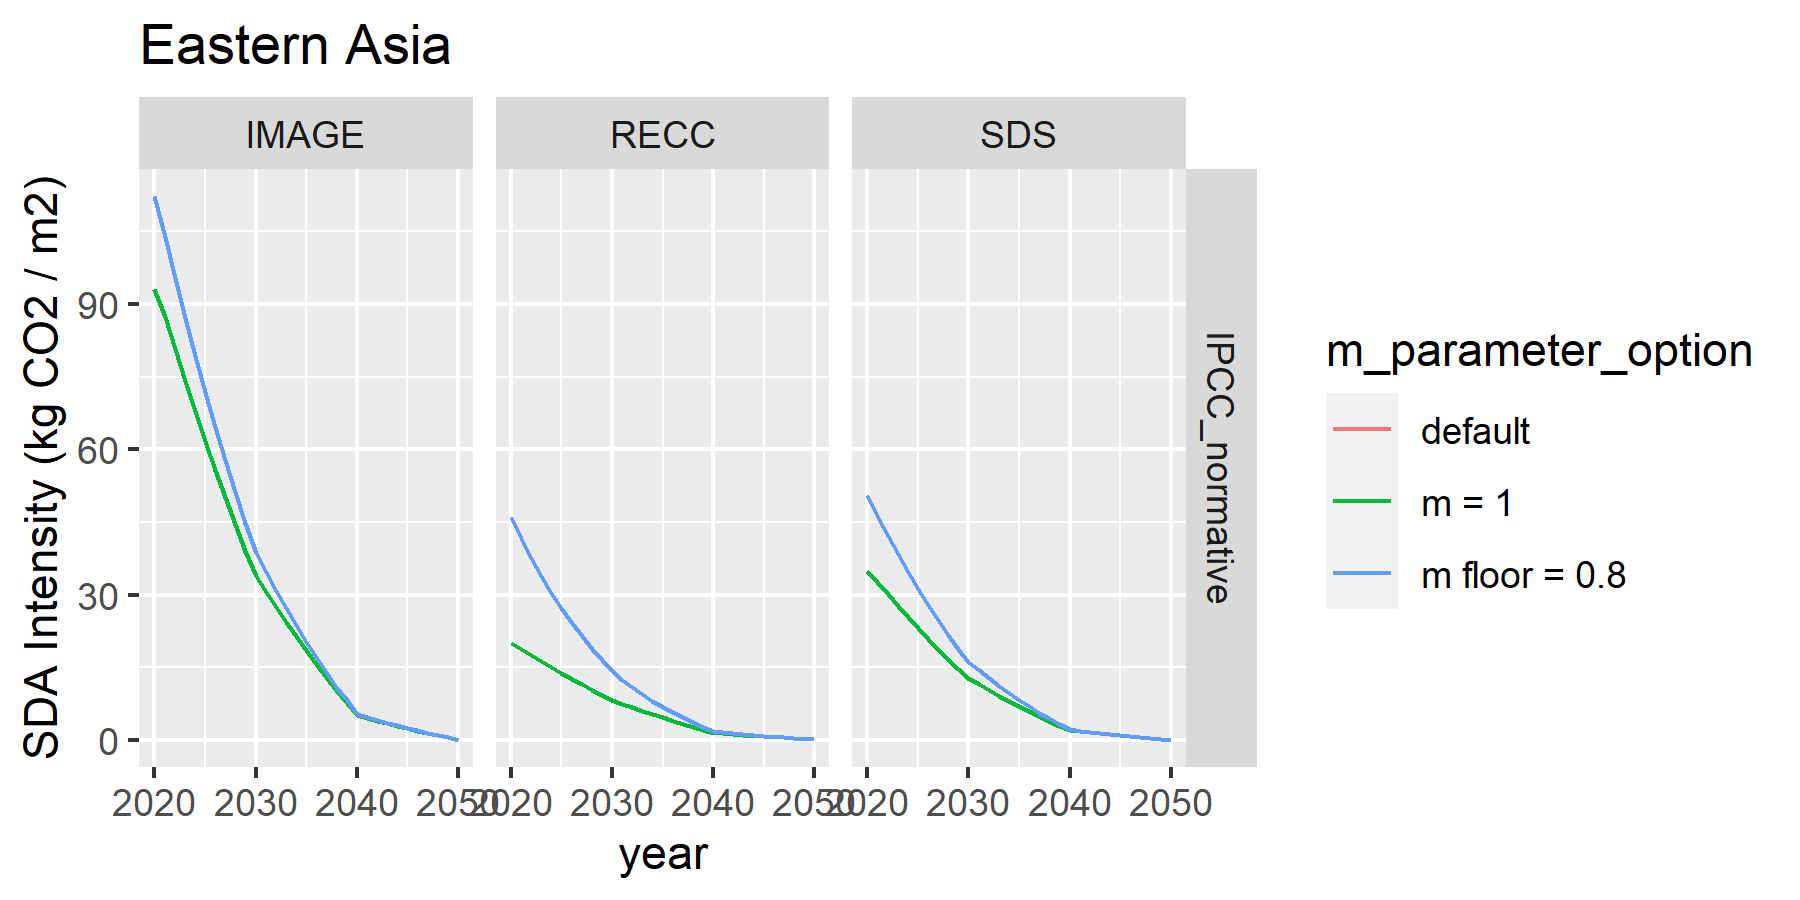 Eastern Asia
IMAGE
RECC
SDS
SDA Intensity (kg CO2 / m2)
90
60
30
0
2020 2030 2040 2050
2020 2030 2040 2050
2020 2030 2040 2050
year
IPCC_normative
m_parameter_option
default
m = 1
m floor = 0.8